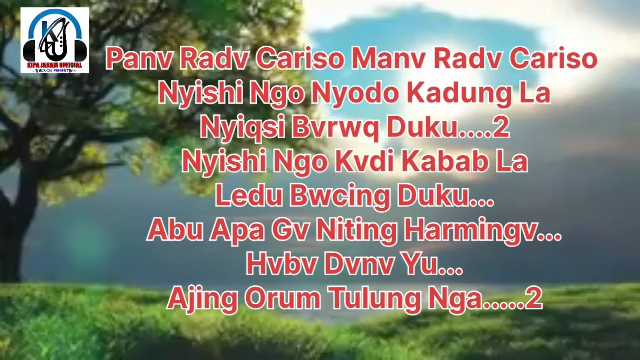 Panv Radv Cariso Manv Radv Cariso
Nyishi Ngo Nyodo Kadung La
Nyiqsi Bvrwq Duku....2
Nyishi Ngo Kvdi Kabab La
Ledu Bwcing Duku...
Abu Apa Gv Niting Harmingv...
Hvbv Dvnv Yu...
Ajing Orum Tulung Nga.....2